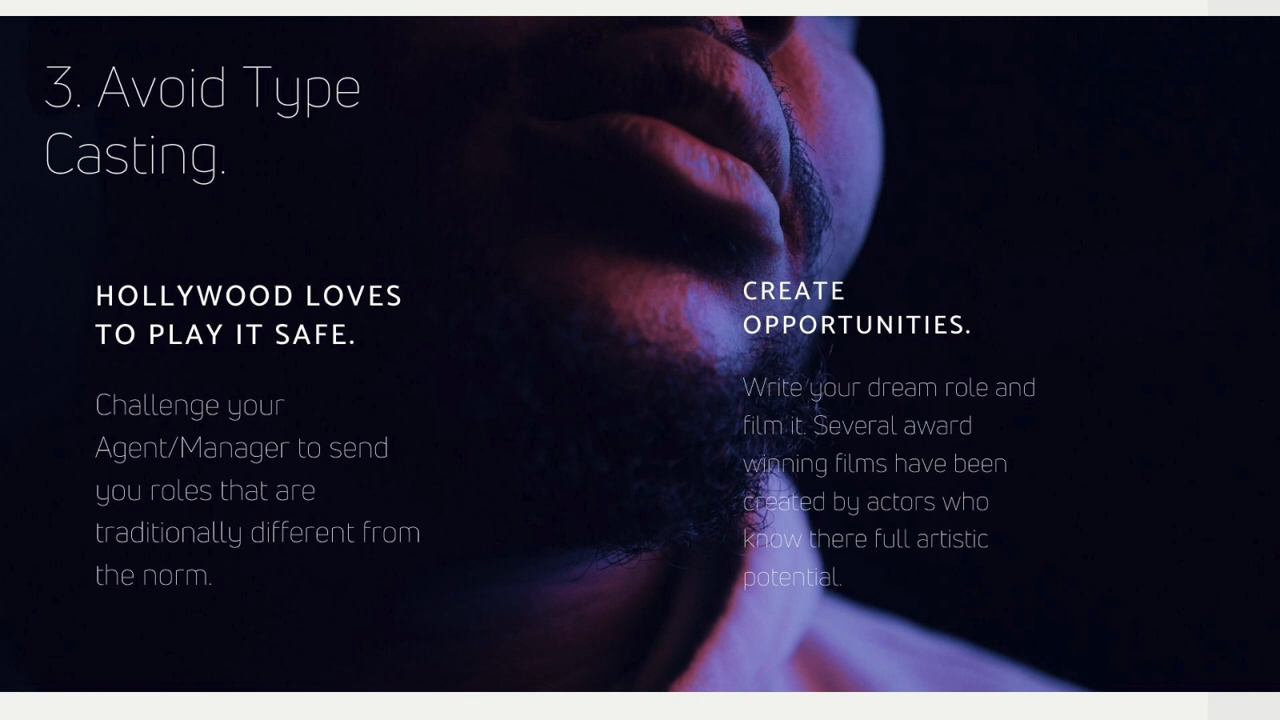 3. Avoid Type
Casting.
HOLLYWOOD LOVES
TO PLAY IT SAFE.
Challenge your
Agent/Manager to send
you roles that are
traditionally different from
the norm.
CREATE
OPPORTUNITIES.
Write your dream role and
film it. Several award
winning films have been
created by actors who
know there full artistic
potential.